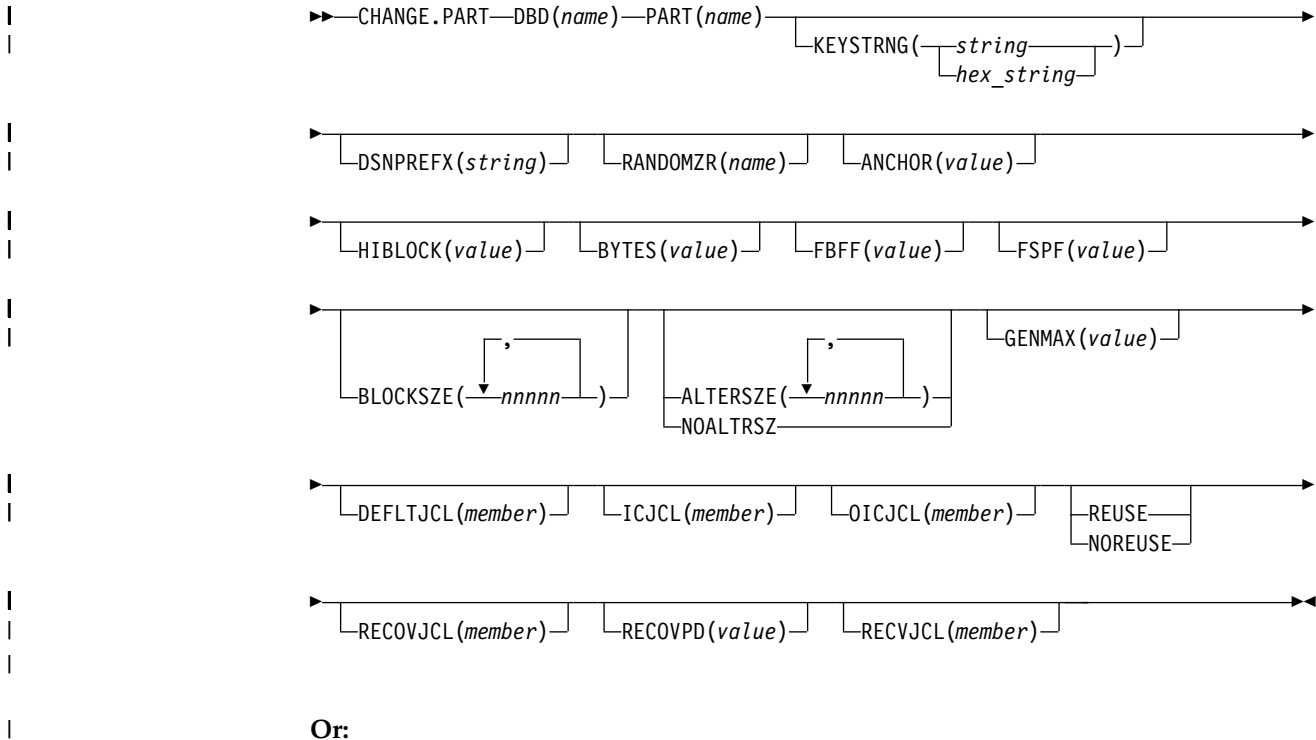 CHANGE.PART DBD(name) PART(name)
KEYSTRNG( string )
hex_string
DSNPREFX(string) RANDOMZR(name) ANCHOR(value)
HIBLOCK(value) BYTES(value) FBFF(value) FSPF(value)
, ,
GENMAX(value)
BLOCKSZE( nnnnn ) ALTERSZE( nnnnn )
NOALTRSZ
DEFLTJCL(member) ICJCL(member) OICJCL(member) REUSE
NOREUSE
RECOVJCL(member) RECOVPD(value) RECVJCL(member)
Or: